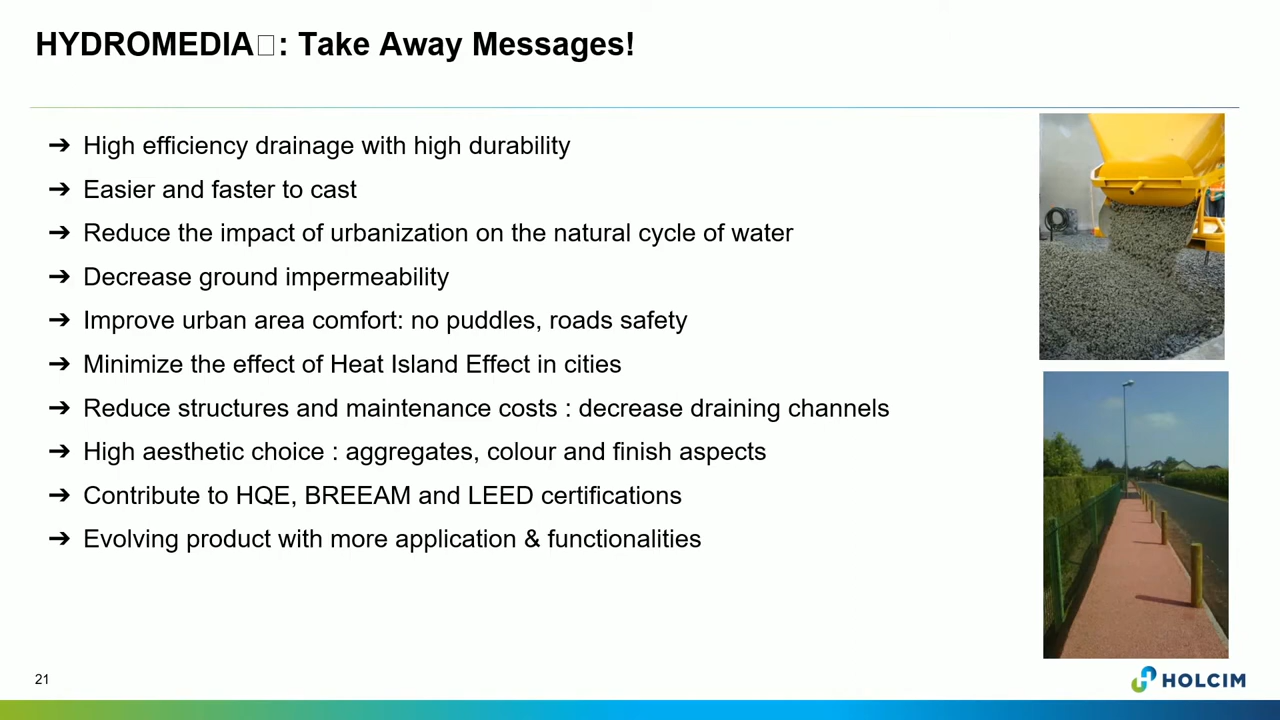 HYDROMEDIA□: Take Away Messages!
➔ High efficiency drainage with high durability
➔ Easier and faster to cast
➔ Reduce the impact of urbanization on the natural cycle of water
➔ Decrease ground impermeability
➔ Improve urban area comfort: no puddles, roads safety
➔ Minimize the effect of Heat Island Effect in cities
➔ Reduce structures and maintenance costs : decrease draining channels
➔ High aesthetic choice : aggregates, colour and finish aspects
➔ Contribute to HQE, BREEAM and LEED certifications
➔ Evolving product with more application & functionalities
21
HOLCIM